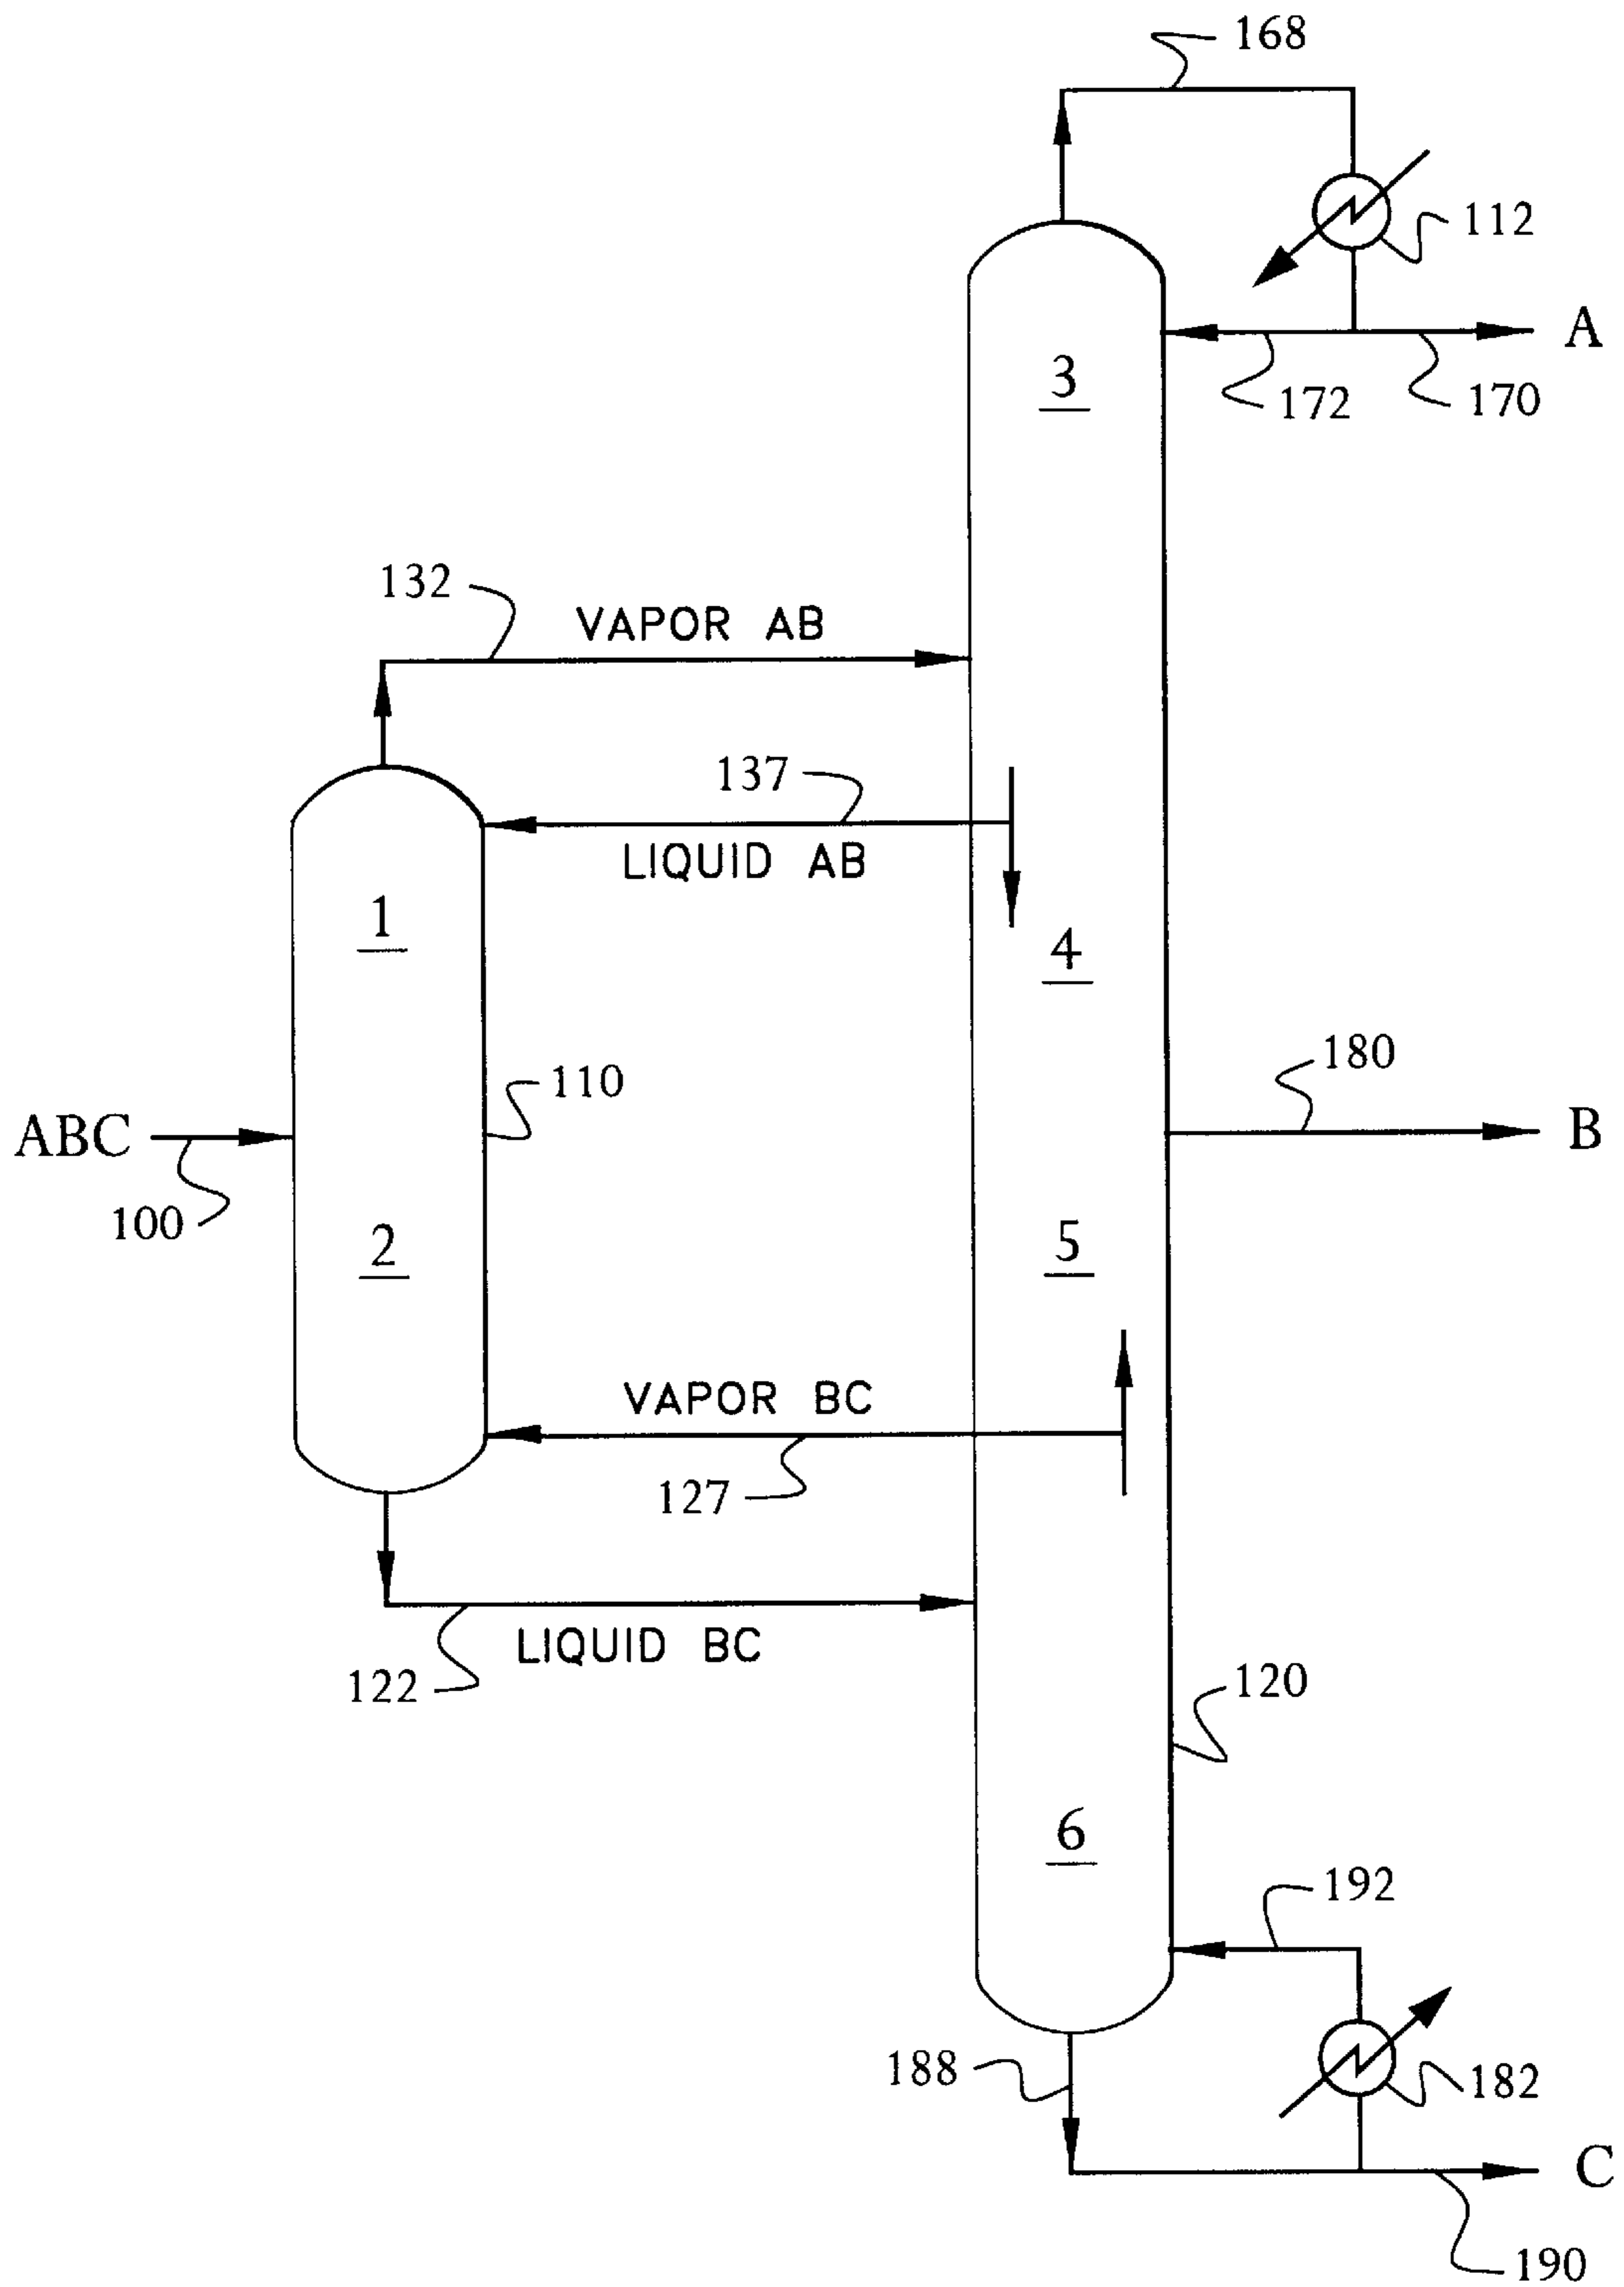 168
112
A
3
172
170
132
VAPOR AB
137
LIQUID AB
1
4
180
110
ABC
B
100
2
5
VAPOR BC
127
LIQUID BC
122
120
6
192
188
182
C
190